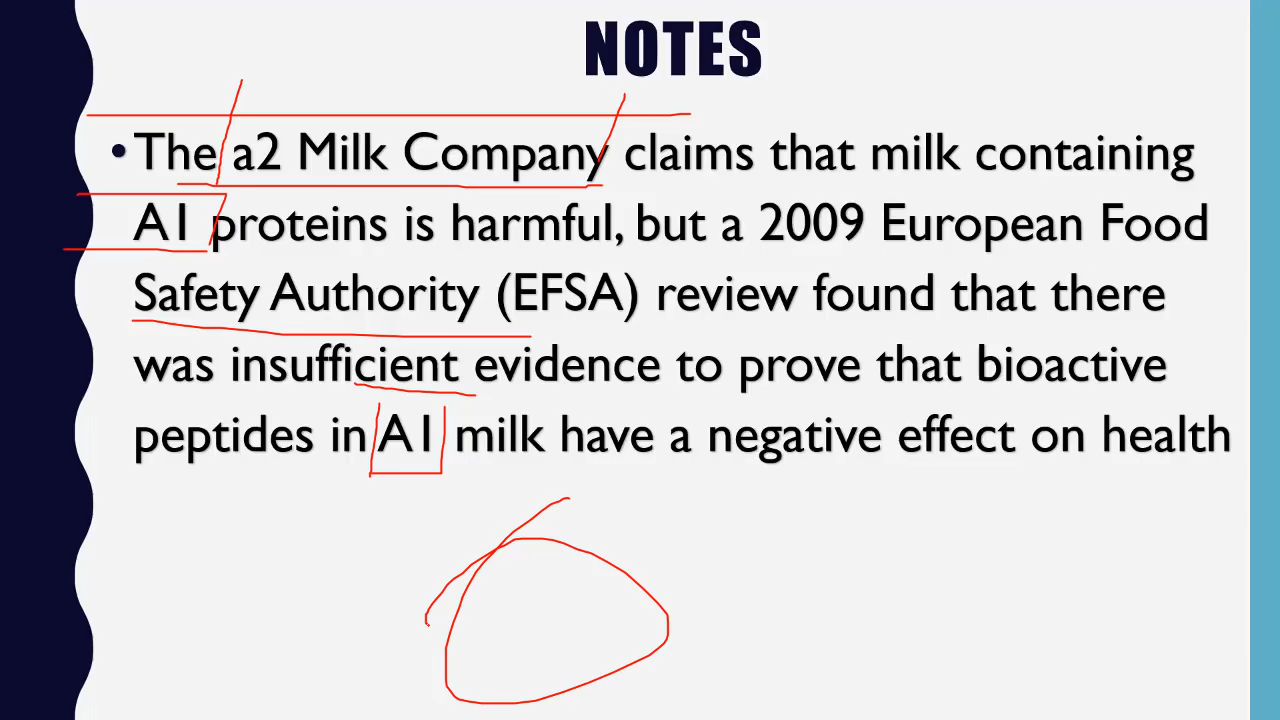 NOTES
• The a2 Milk Company claims that milk containing
A1 proteins is harmful, but a 2009 European Food
Safety Authority (EFSA) review found that there
was insufficient evidence to prove that bioactive
peptides in A1 milk have a negative effect on health